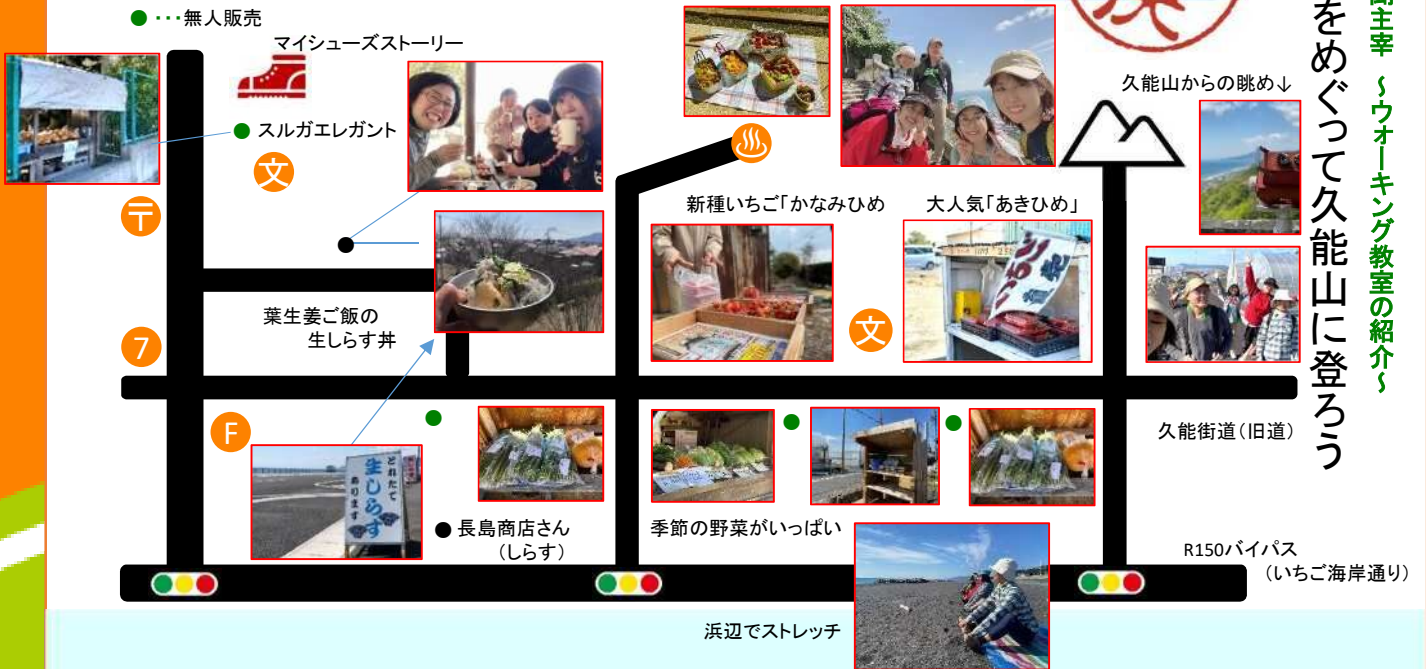 ●･･･無人販売
マイシューズストーリー
スルガエレガント
文
〒
葉生姜ご飯の
生しらす丼
7
F
どれたて
生しらす
あります
長島商店さん
（しらす）
新種いちご「かなみひめ
大人気「あきひめ」
文
季節の野菜がいっぱい
浜辺でストレッチ
久能山からの眺め↓
久能街道（旧道）
R150バイパス
（いちご海岸通り）
主宰 ～ウォーキング教室の紹介～
をめぐって久能山に登ろう